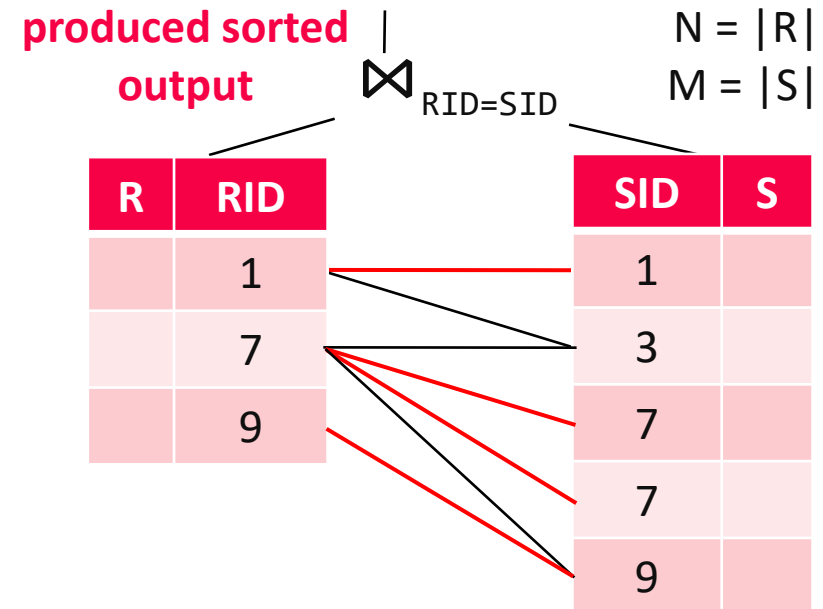 produced sorted
output
⋈ RID=SID
N = |R|
M = |S|
R RID
1
7
9
SID S
1
3
7
7
9